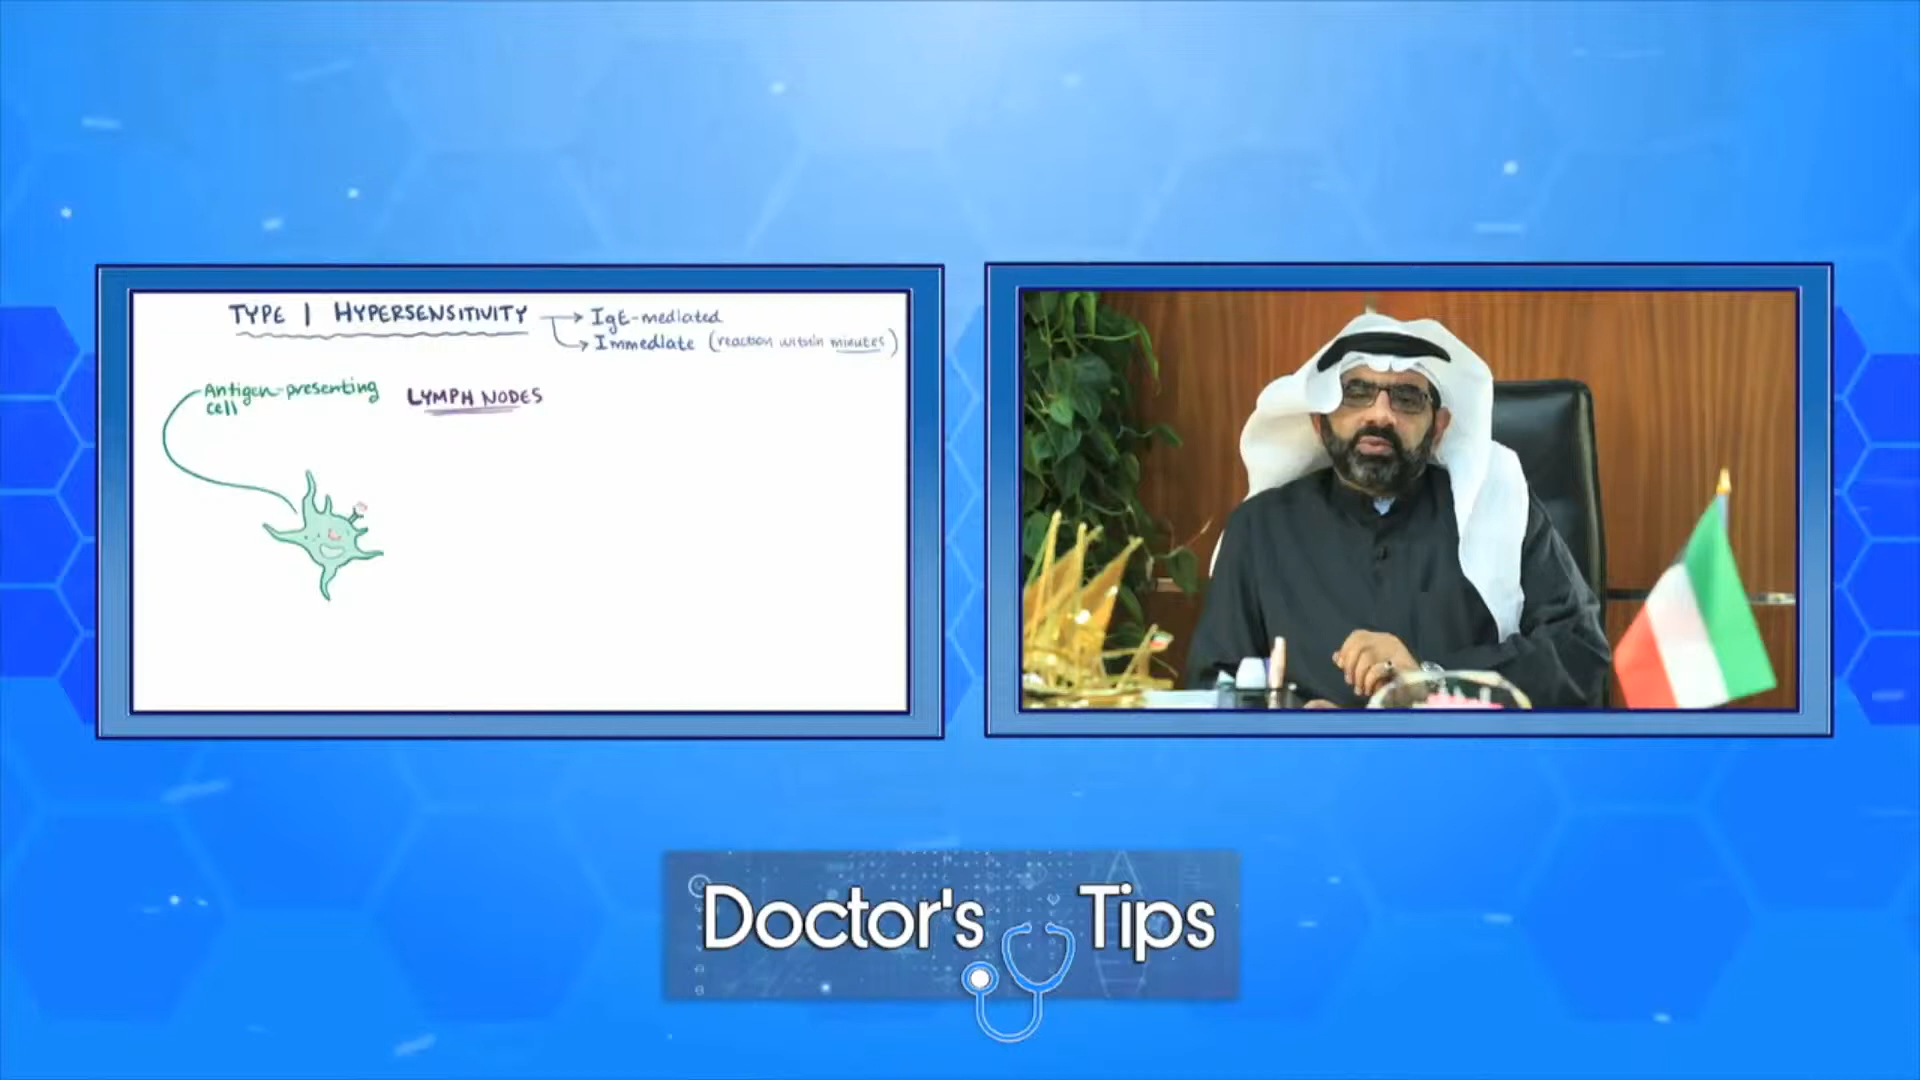 TYPE I HYPERSENSITIVITY → IgE-mediated
→ Immediate (reaction within minutes)
Antigen-presenting
cell
LYMPH NODES
Doctor's Tips